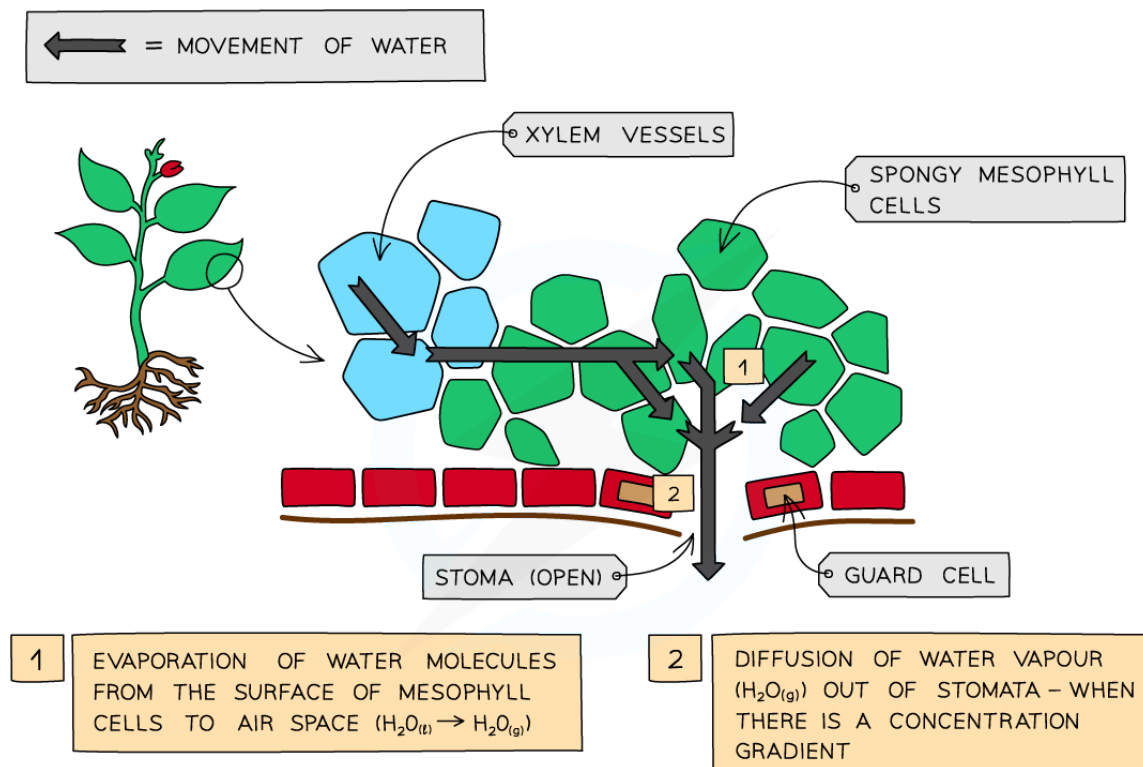 = MOVEMENT OF WATER
XYLEM VESSELS
SPONGY MESOPHYLL
CELLS
1
2
STOMA (OPEN)
GUARD CELL
1
EVAPORATION OF WATER MOLECULES
FROM THE SURFACE OF MESOPHYLL
CELLS TO AIR SPACE (H₂O₍ℓ₎ → H₂O₍g₎)
2
DIFFUSION OF WATER VAPOUR
(H₂O₍g₎) OUT OF STOMATA – WHEN
THERE IS A CONCENTRATION
GRADIENT